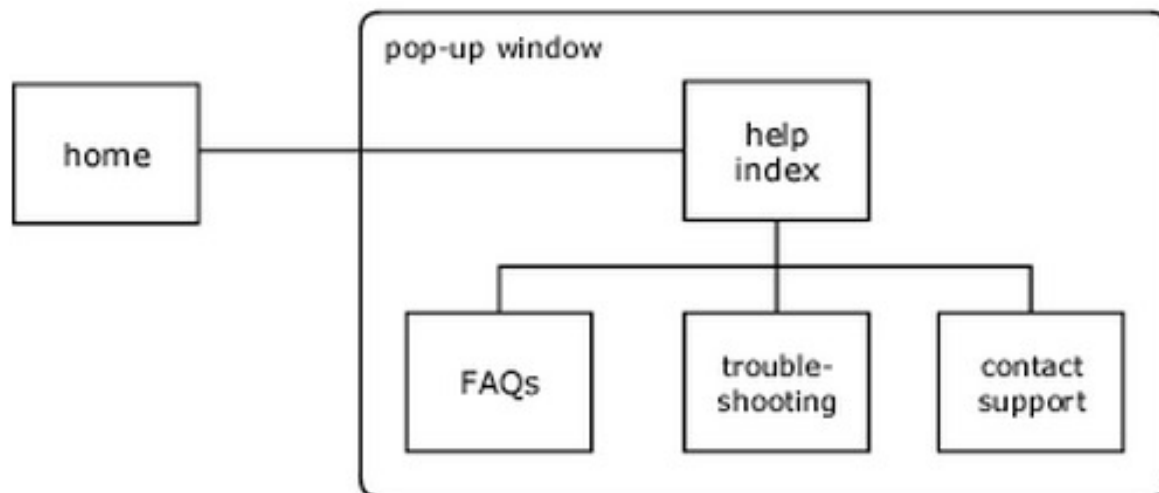 pop-up window
home
help
index
FAQs
trouble-
shooting
contact
support